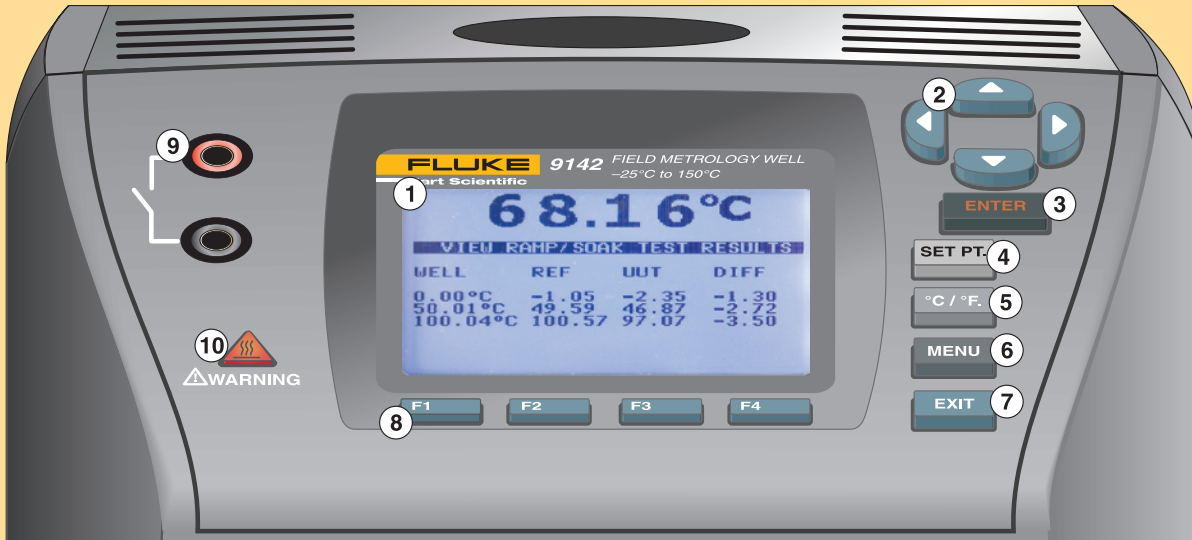 FLUKE 9142 FIELD METROLOGY WELL
–25°C to 150°C
art Scientific
1
68.16°C
VIEW RAMP/SOAK TEST RESULTS
WELL REF UUT DIFF
0.00°C -1.05 -2.35 -1.30
50.01°C 49.59 46.87 -2.72
100.04°C 100.57 97.07 -3.50
F1 F2 F3 F4
8
9
10
WARNING
2
ENTER 3
SET PT. 4
°C / °F. 5
MENU 6
EXIT 7